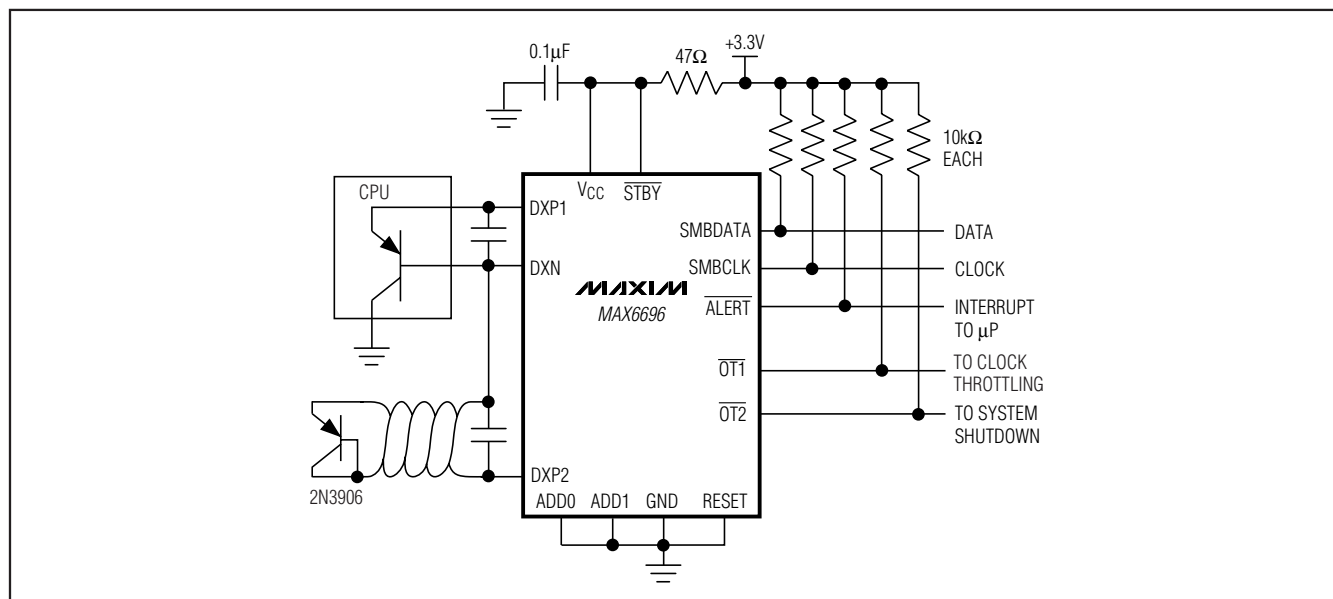 0.1μF
47Ω
+3.3V
10kΩ
EACH
CPU
VCC
STBY
DXP1
SMBDATA
DATA
DXN
SMBCLK
CLOCK
MAXIM
MAX6696
ALERT
INTERRUPT
TO μP
OT1
TO CLOCK
THROTTLING
OT2
TO SYSTEM
SHUTDOWN
DXP2
2N3906
ADD0
ADD1
GND
RESET